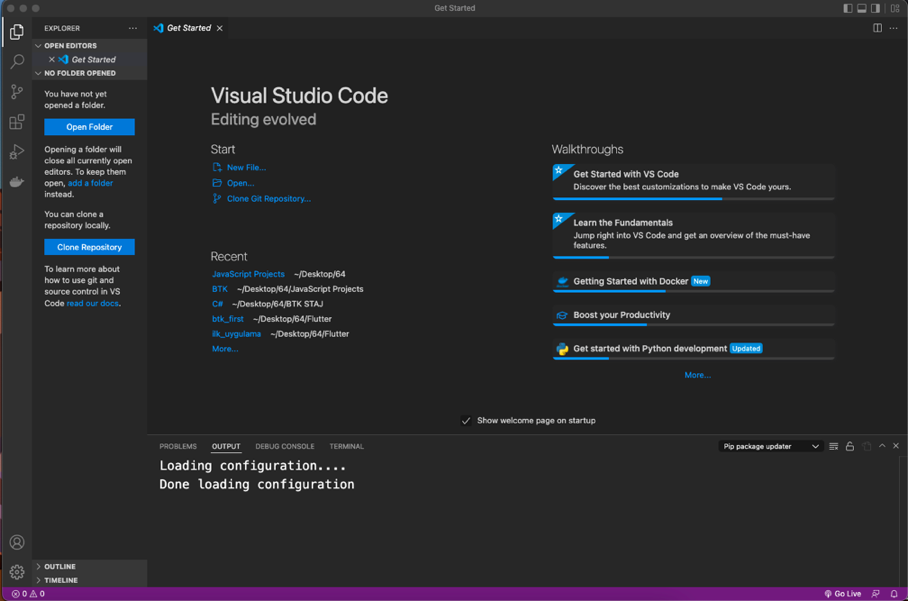 Get Started
EXPLORER
OPEN EDITORS
Get Started
NO FOLDER OPENED
You have not yet
opened a folder.
Open Folder
Opening a folder will
close all currently open
editors. To keep them
open, add a folder
instead.
You can clone a
repository locally.
Clone Repository
To learn more about
how to use git and
source control in VS
Code read our docs.
OUTLINE
TIMELINE
Get Started
Visual Studio Code
Editing evolved
Start
New File...
Open...
Clone Git Repository...
Recent
JavaScript Projects ~/Desktop/64
BTK ~/Desktop/64/JavaScript Projects
C# ~/Desktop/64/BTK STAJ
btk_first ~/Desktop/64/Flutter
ilk_uygulama ~/Desktop/64/Flutter
More...
Walkthroughs
Get Started with VS Code
Discover the best customizations to make VS Code yours.
Learn the Fundamentals
Jump right into VS Code and get an overview of the must-have
features.
Getting Started with Docker New
Boost your Productivity
Get started with Python development Updated
More...
Show welcome page on startup
PROBLEMS OUTPUT DEBUG CONSOLE TERMINAL
Pip package updater
Loading configuration....
Done loading configuration
0 0
Go Live